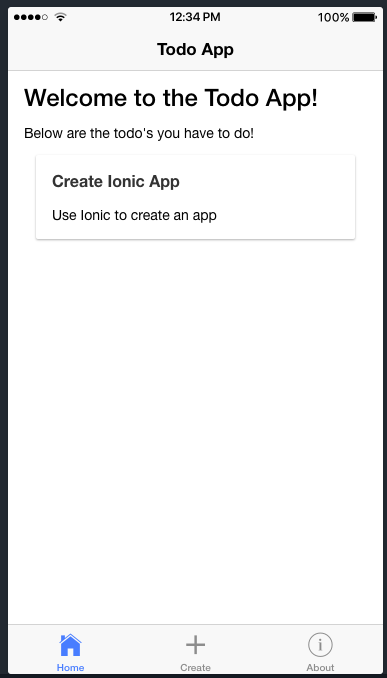 12:34 PM 100%
Todo App
Welcome to the Todo App!
Below are the todo's you have to do!
Create Ionic App
Use Ionic to create an app
Home Create About